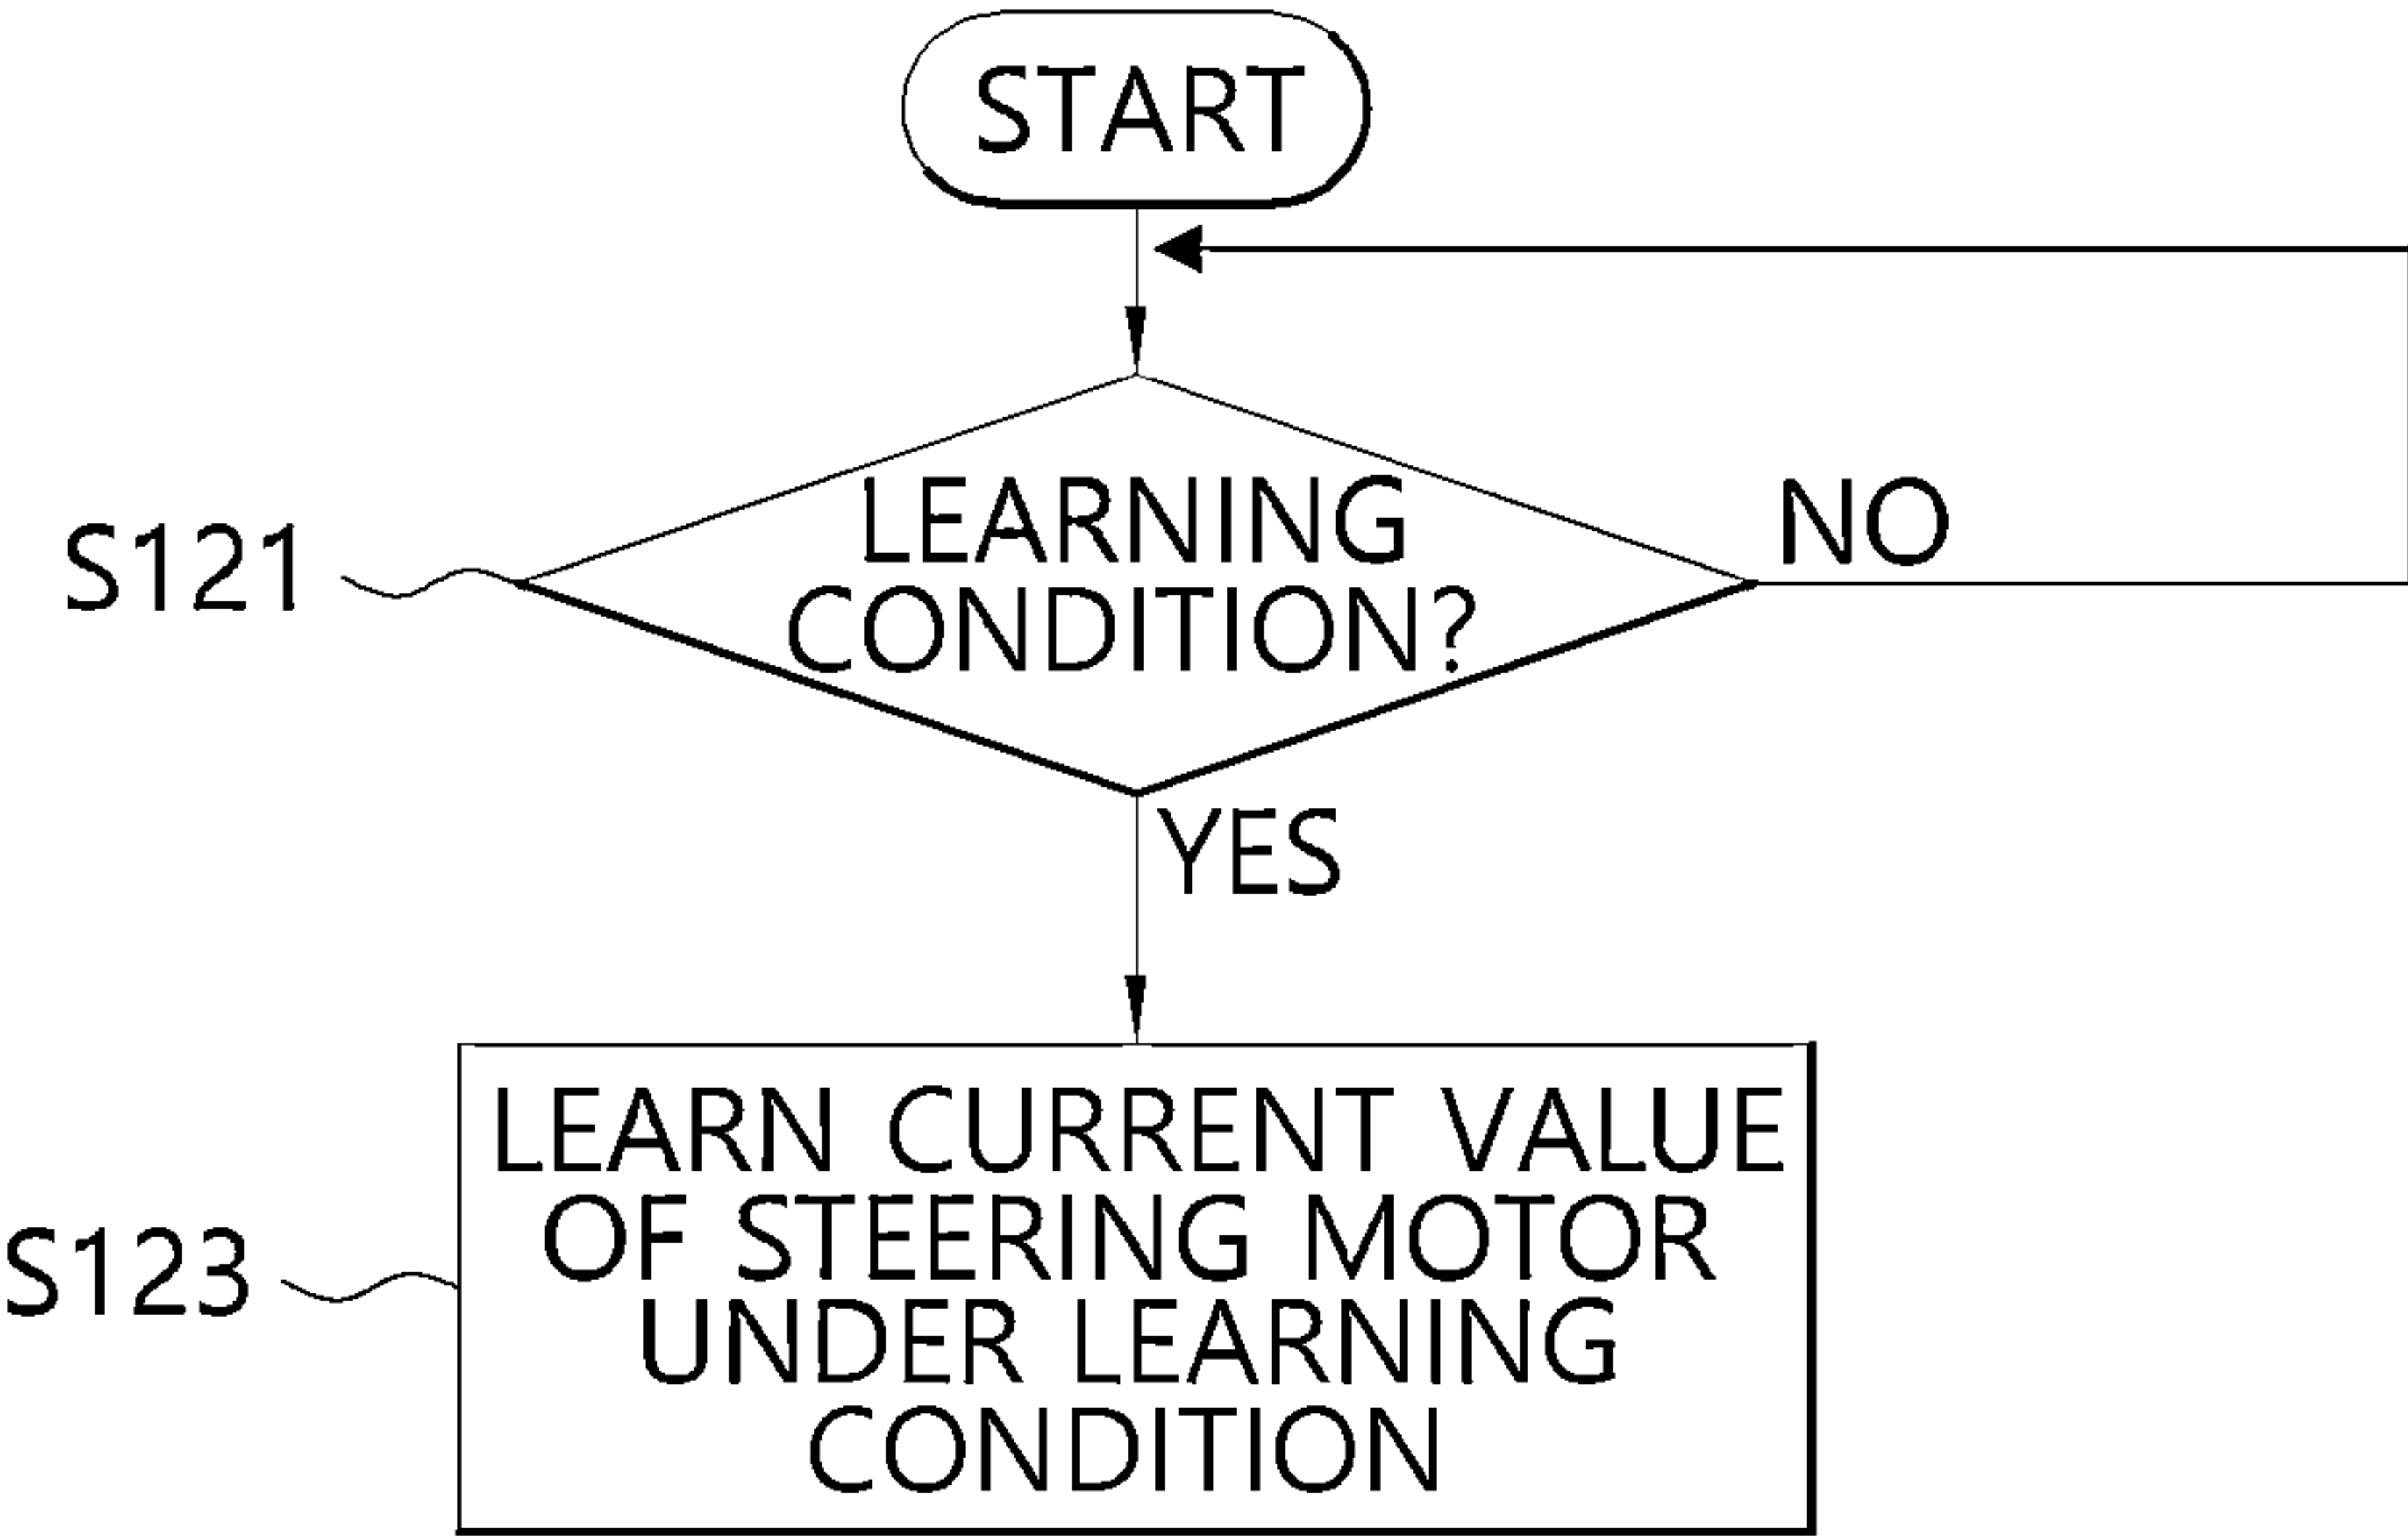 START
LEARNING
CONDITION?
NO
S121
YES
LEARN CURRENT VALUE
OF STEERING MOTOR
UNDER LEARNING
CONDITION
S123